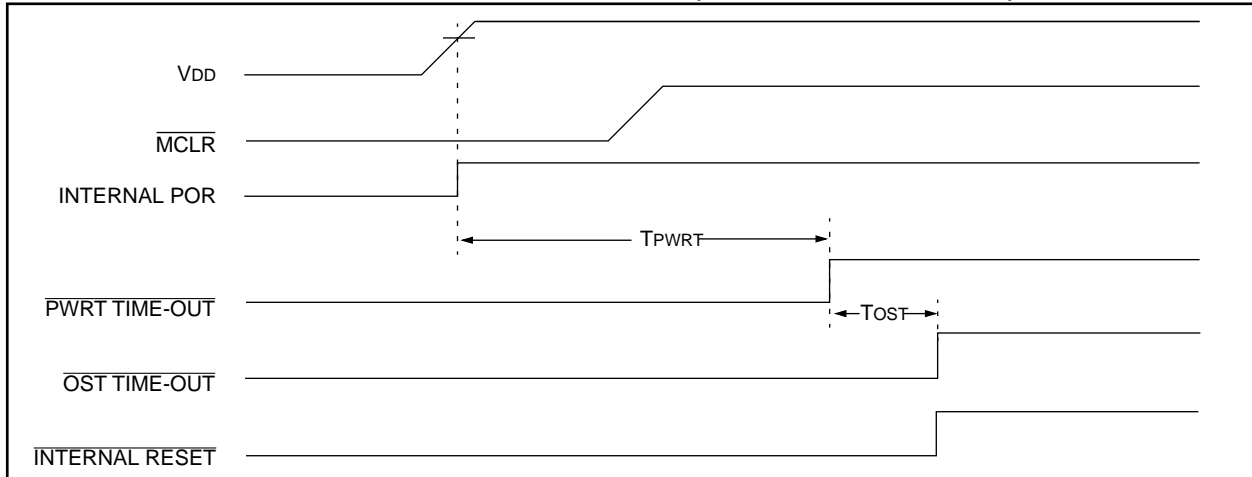 VDD
MCLR
INTERNAL POR
TPWRT
PWRT TIME-OUT
TOST
OST TIME-OUT
INTERNAL RESET